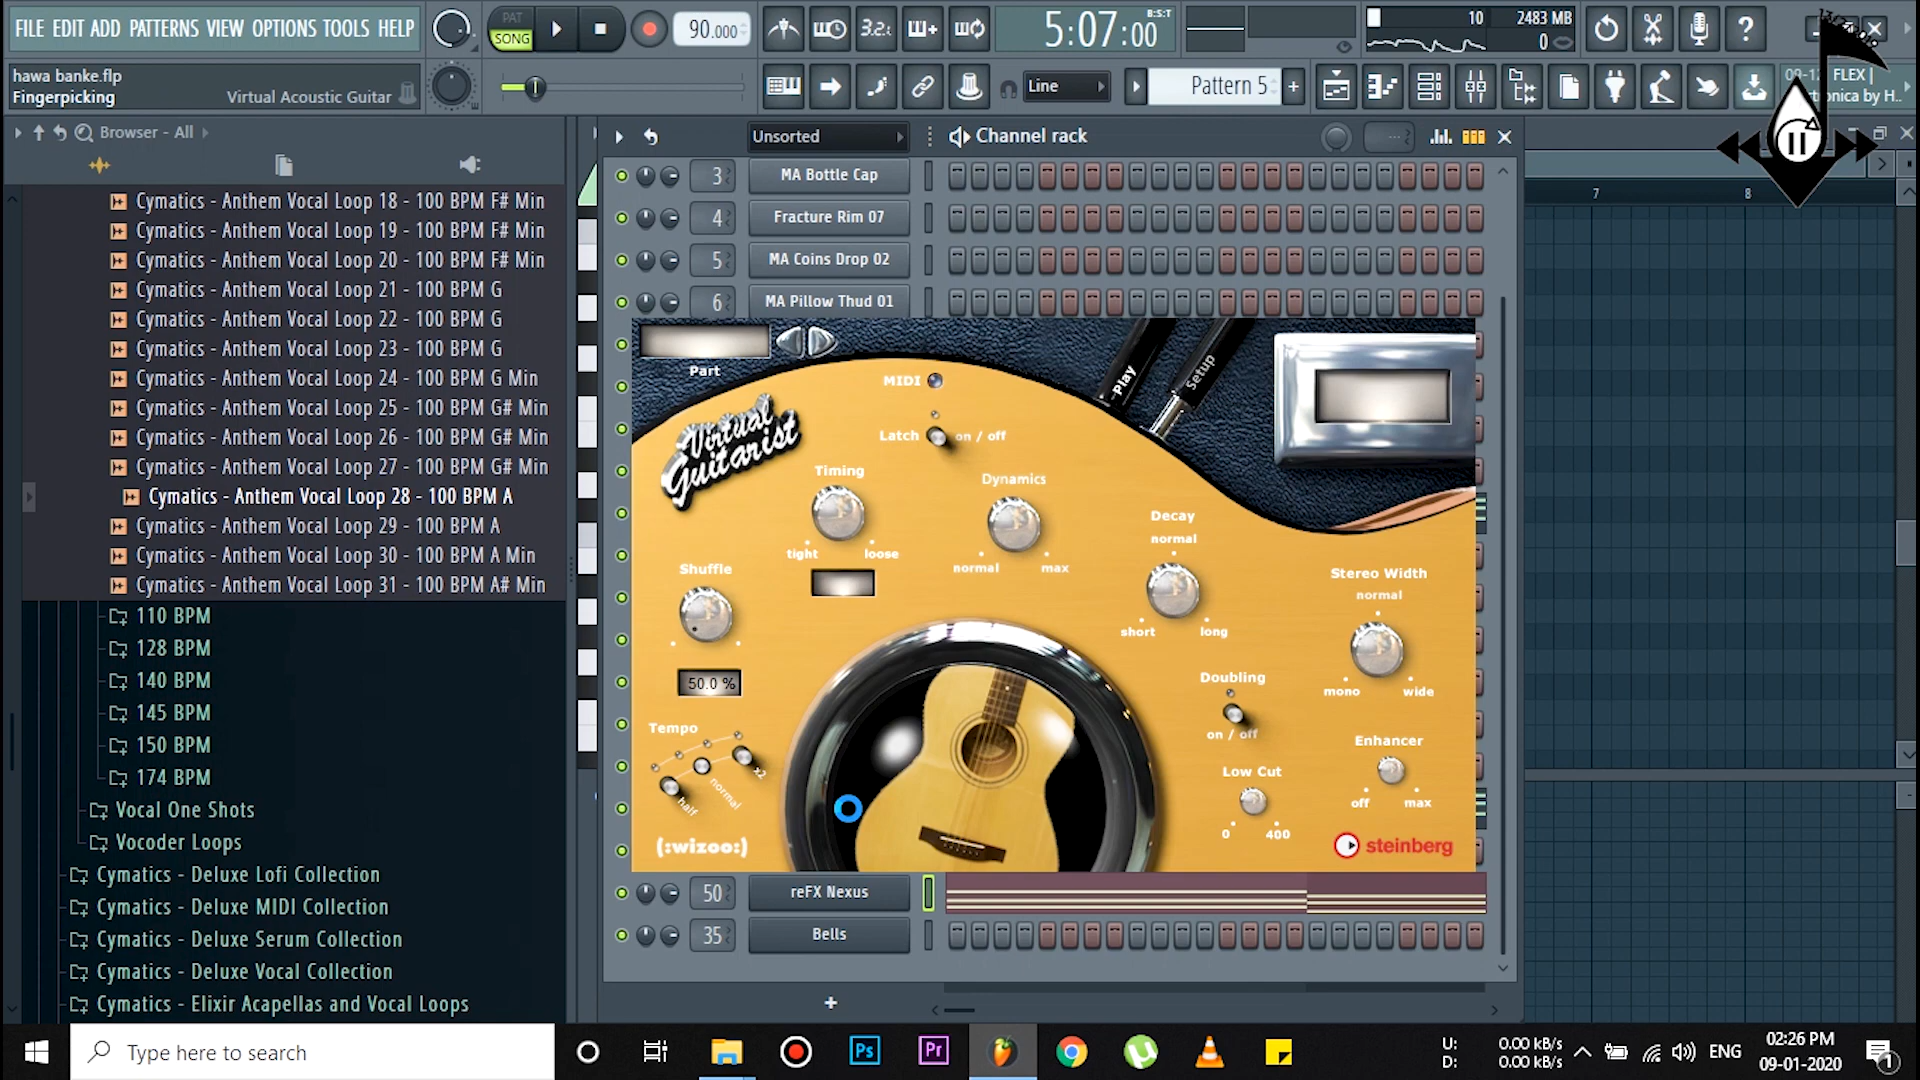 FILE EDIT ADD PATTERNS VIEW OPTIONS TOOLS HELP
PAT
SONG
90.000
3.2.
5:07:00
B:S:T
10
2483 MB
0
hawa banke.flp
Fingerpicking
Virtual Acoustic Guitar
Line
Pattern 5
+
FLEX |
Browser - All
Unsorted
Channel rack
7
8
Cymatics - Anthem Vocal Loop 18 - 100 BPM F# Min
Cymatics - Anthem Vocal Loop 19 - 100 BPM F# Min
Cymatics - Anthem Vocal Loop 20 - 100 BPM F# Min
Cymatics - Anthem Vocal Loop 21 - 100 BPM G
Cymatics - Anthem Vocal Loop 22 - 100 BPM G
Cymatics - Anthem Vocal Loop 23 - 100 BPM G
Cymatics - Anthem Vocal Loop 24 - 100 BPM G Min
Cymatics - Anthem Vocal Loop 25 - 100 BPM G# Min
Cymatics - Anthem Vocal Loop 26 - 100 BPM G# Min
Cymatics - Anthem Vocal Loop 27 - 100 BPM G# Min
Cymatics - Anthem Vocal Loop 28 - 100 BPM A
Cymatics - Anthem Vocal Loop 29 - 100 BPM A
Cymatics - Anthem Vocal Loop 30 - 100 BPM A Min
Cymatics - Anthem Vocal Loop 31 - 100 BPM A# Min
110 BPM
128 BPM
140 BPM
145 BPM
150 BPM
174 BPM
Vocal One Shots
Vocoder Loops
Cymatics - Deluxe Lofi Collection
Cymatics - Deluxe MIDI Collection
Cymatics - Deluxe Serum Collection
Cymatics - Deluxe Vocal Collection
Cymatics - Elixir Acapellas and Vocal Loops
3 MA Bottle Cap
4 Fracture Rim 07
5 MA Coins Drop 02
6 MA Pillow Thud 01
Part
MIDI
Play
Setup
Virtual
Guitarist
Latch on / off
Timing
tight loose
Dynamics
normal max
Decay
normal
short long
Stereo Width
normal
mono wide
Shuffle
50.0 %
Tempo
half normal x2
Doubling
on / off
Low Cut
0 400
Enhancer
off max
(:wizoo:)
steinberg
50 reFX Nexus
35 Bells
+
Type here to search
Ps
Pr
U: 0.00 kB/s
D: 0.00 kB/s
ENG
02:26 PM
09-01-2020
1